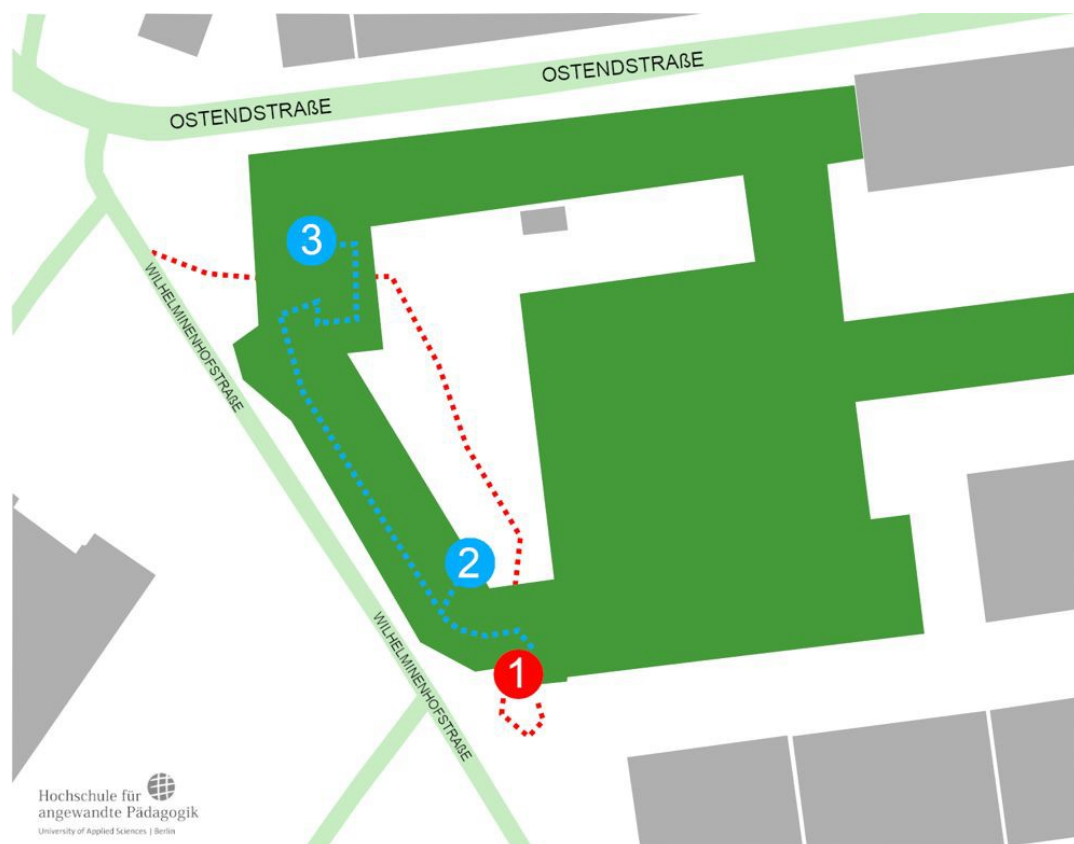 OSTENDSTRAßE
OSTENDSTRAßE
3
WILHELMINENHOFSTRAßE
2
WILHELMINENHOFSTRAßE
1
Hochschule für
angewandte Pädagogik
University of Applied Sciences | Berlin